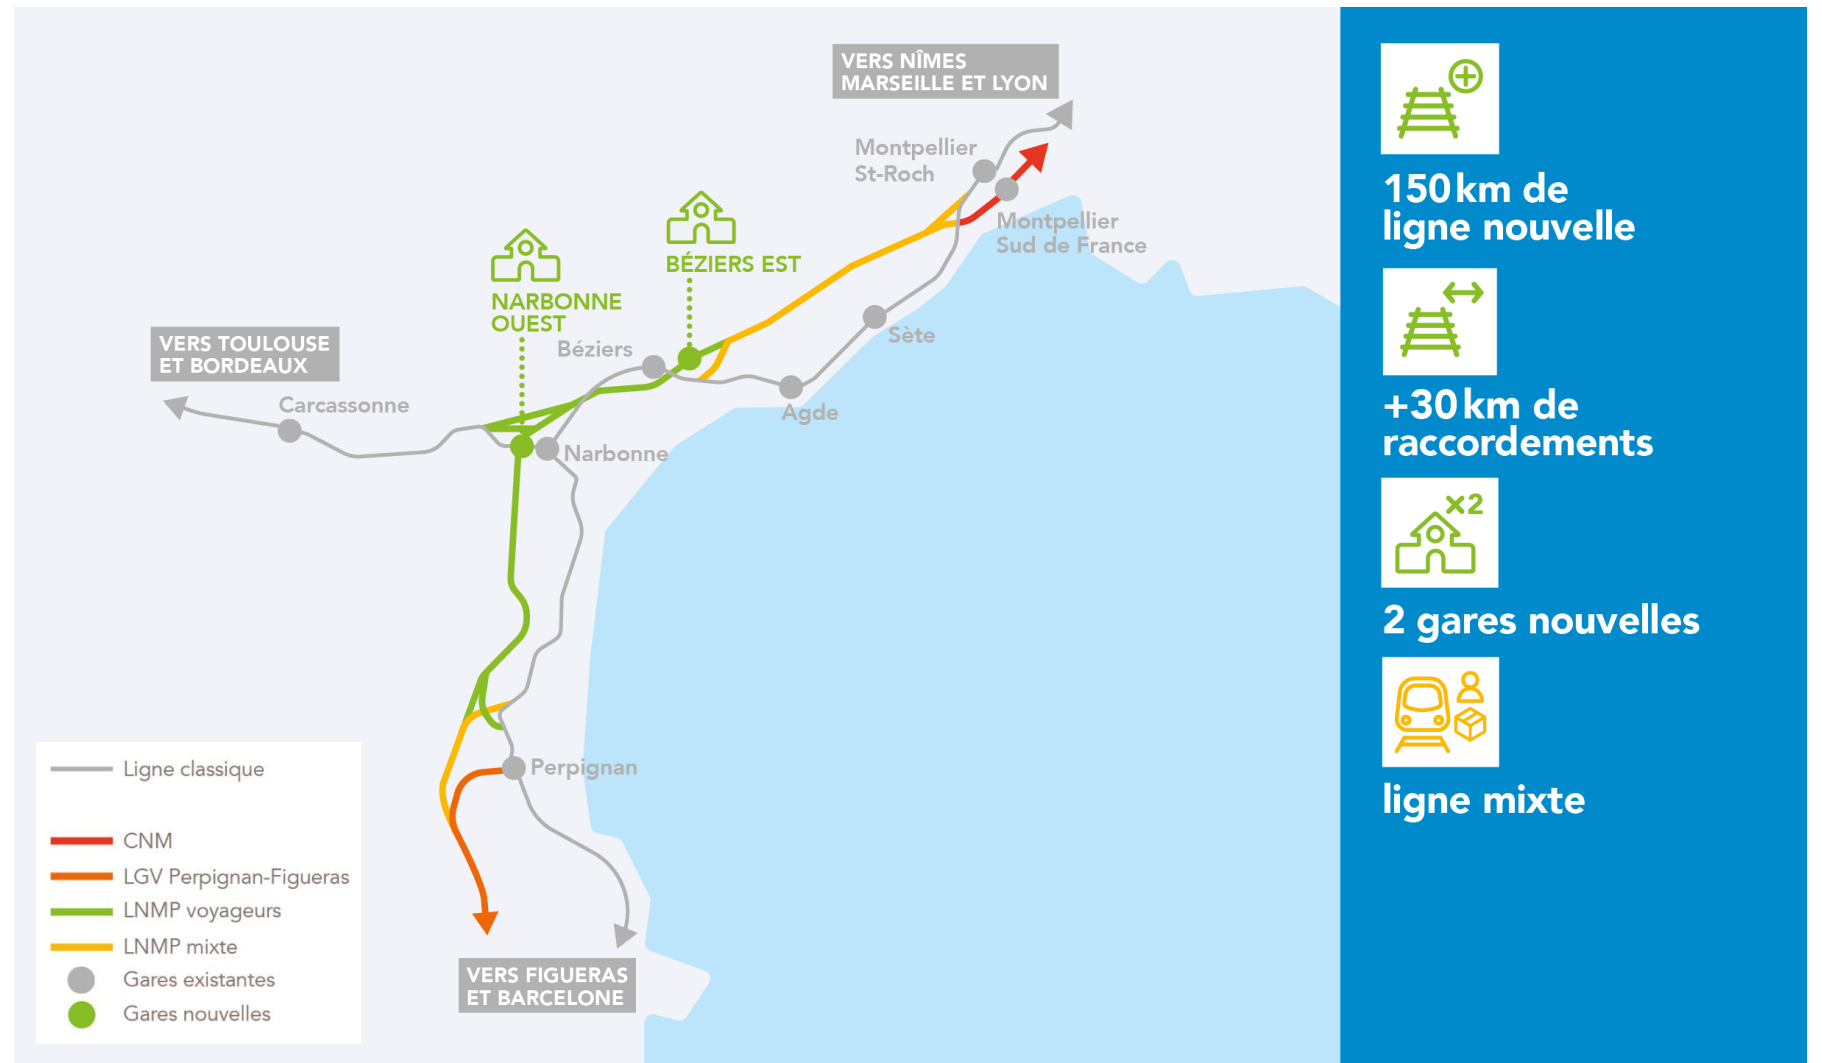 VERS NÎMES
MARSEILLE ET LYON
Montpellier
St-Roch
Montpellier
Sud de France
BÉZIERS EST
NARBONNE
OUEST
Béziers
Sète
VERS TOULOUSE
ET BORDEAUX
Carcassonne
Agde
Narbonne
Perpignan
VERS FIGUERAS
ET BARCELONE
Ligne classique
CNM
LGV Perpignan-Figueras
LNMP voyageurs
LNMP mixte
Gares existantes
Gares nouvelles
150 km de
ligne nouvelle
+30 km de
raccordements
×2
2 gares nouvelles
ligne mixte